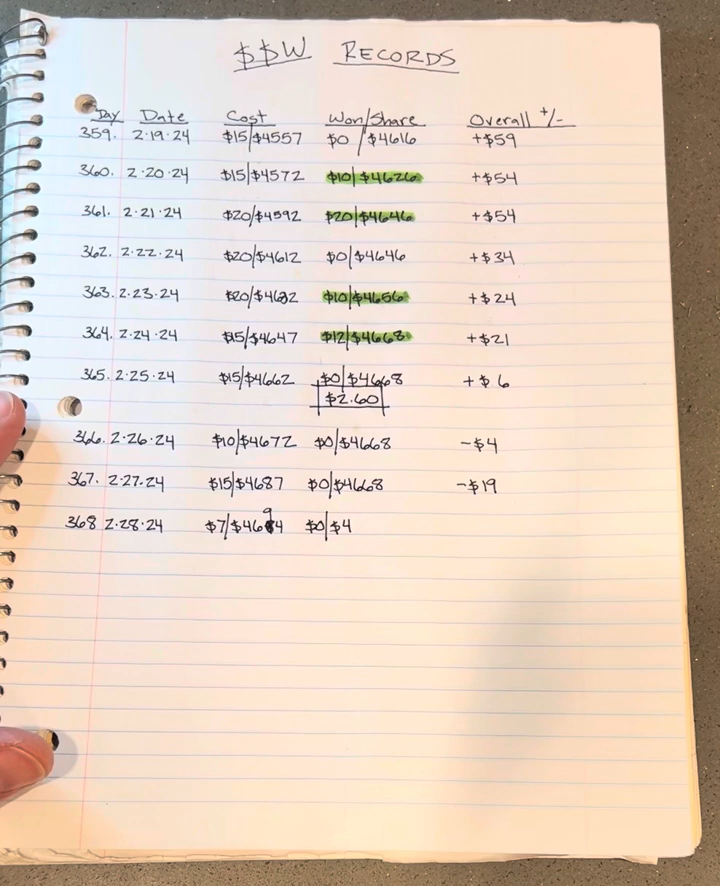 $$W RECORDS
Day Date Cost Won/Share Overall +/-
359. 2·19·24 $15/$4557 $0/$4616 +$59
360. 2·20·24 $15/$4572 $10/$4626 +$54
361. 2·21·24 $20/$4592 $20/$4646 +$54
362. 2·22·24 $20/$4612 $0/$4646 +$34
363. 2·23·24 $20/$4632 $10/$4656 +$24
364. 2·24·24 $15/$4647 $12/$4668 +$21
365. 2·25·24 $15/$4662 $0/$4668 +$6
$2.60
366. 2·26·24 $10/$4672 $0/$4668 -$4
367. 2·27·24 $15/$4687 $0/$4668 -$19
368 2·28·24 $7/$4694 $0/$4